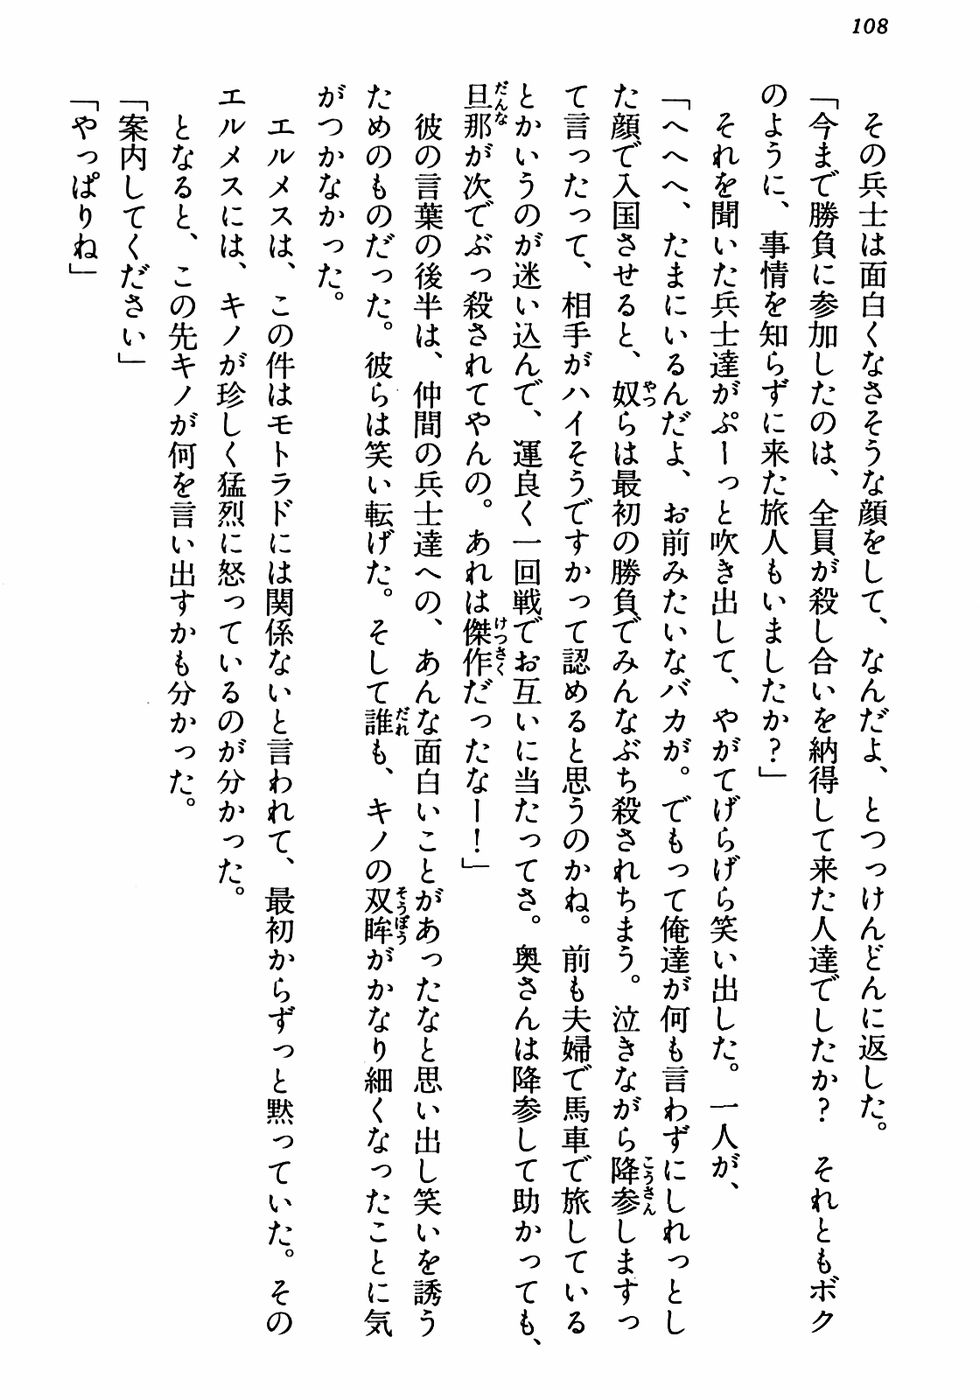 108
その兵士は面白くなさそうな顔をして、なんだよ、とつっけんどんに返した。
「今まで勝負に参加したのは、全員が殺し合いを納得して来た人達でしたか？　それともボク
のように、事情を知らずに来た旅人もいましたか？」
それを聞いた兵士達がぷーっと吹き出して、やがてげらげら笑い出した。一人が、
「へへへへ、たまにいるんだよ、お前みたいなバカが。でもって俺達が何も言わずにしれっとし
た顔で入国させると、奴らは最初の勝負でみんなぶち殺されちまう。泣きながら降参しますっ
て言ったって、相手がハイそうですかって認めると思うのかね。前も夫婦で馬車で旅している
とかいうのが迷い込んで、運良く一回戦でお互いに当たってさ。奥さんは降参して助かっても、
旦那が次でぶっ殺されてやんの。あれは傑作だったなー！」
彼の言葉の後半は、仲間の兵士達への、あんな面白いことがあったなと思い出し笑いを誘う
ためのものだった。彼らは笑い転げた。そして誰も、キノの双眸がかなり細くなったことに気
がつかなかった。
エルメスは、この件はモトラドには関係ないと言われて、最初からずっと黙っていた。その
エルメスには、キノが珍しく猛烈に怒っているのが分かった。
となると、この先キノが何を言い出すかも分かった。
「案内してください」
「やっぱりね」